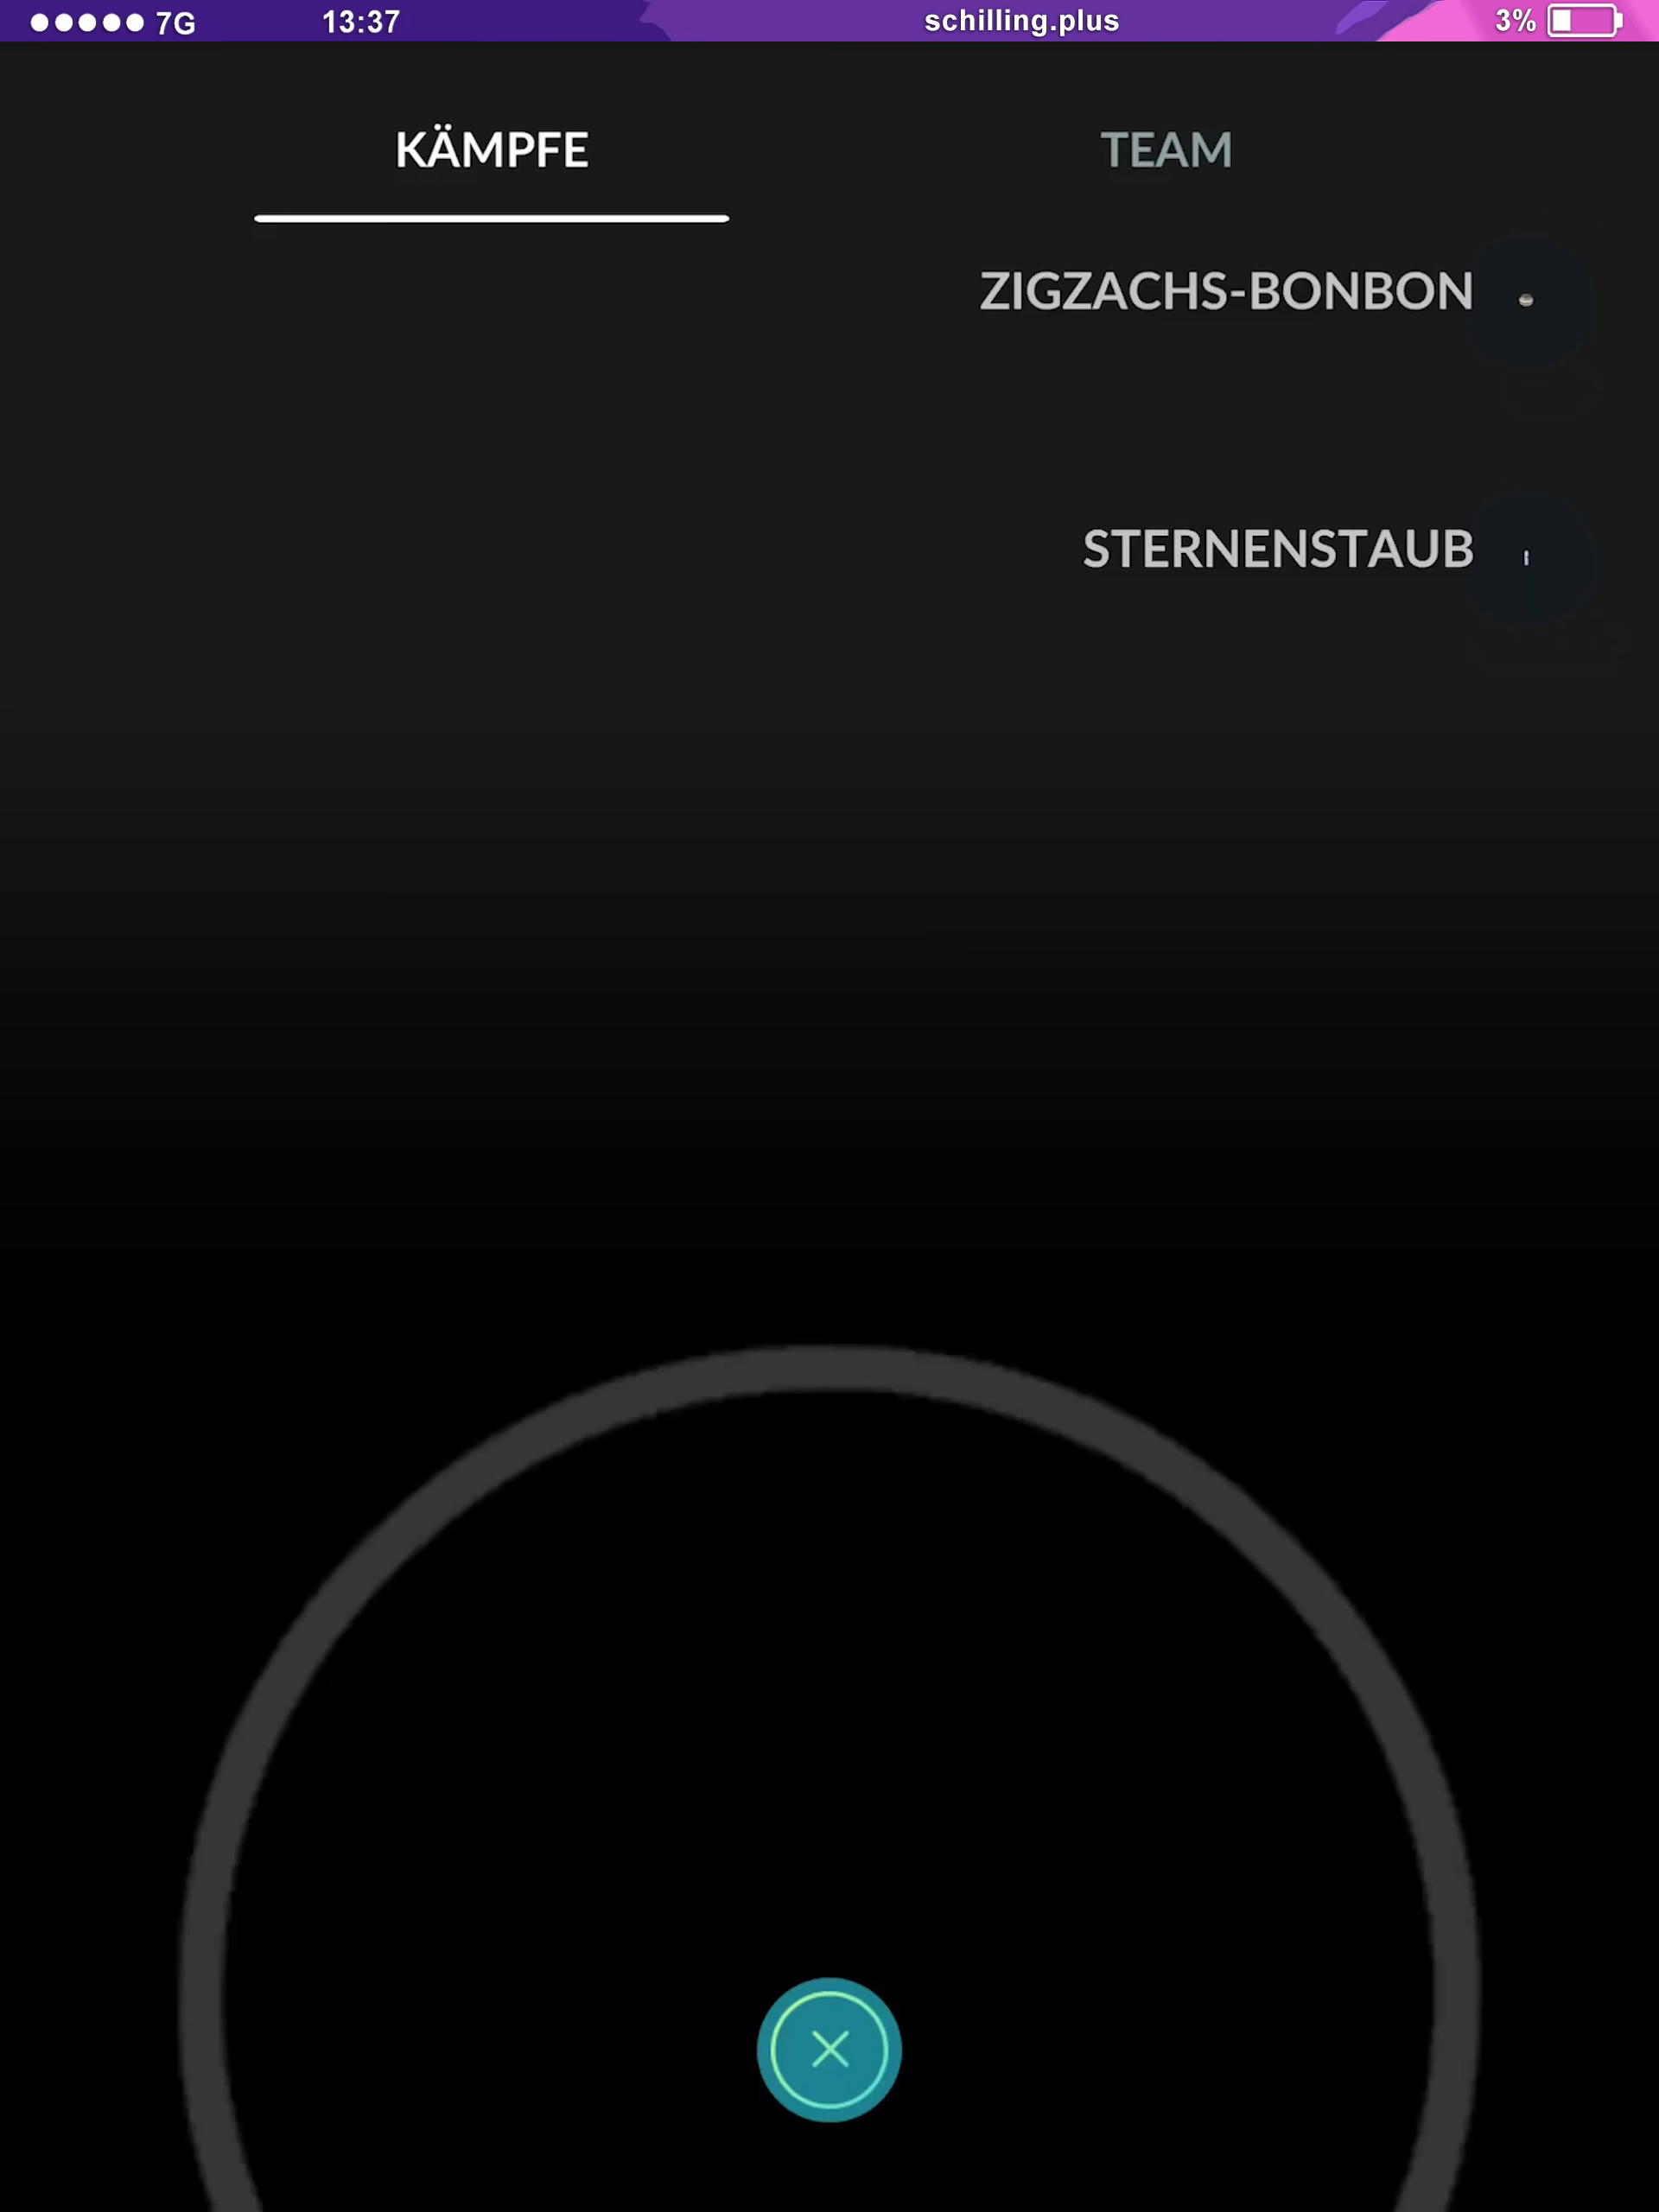 7G 13:37 schilling.plus 3%
KÄMPFE TEAM
ZIGZACHS-BONBON
STERNENSTAUB